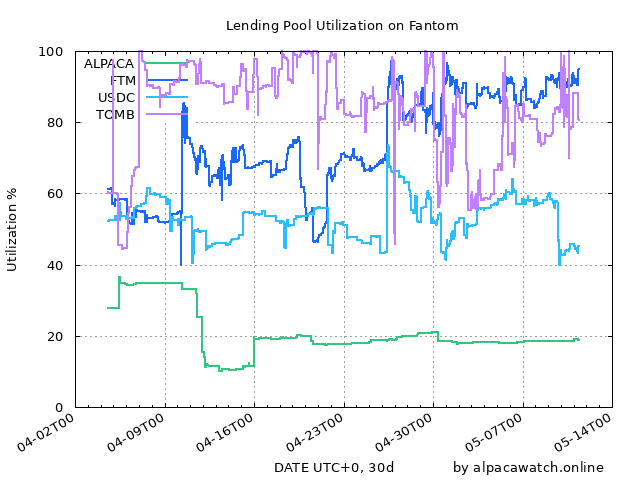 Lending Pool Utilization on Fantom
ALPACA
FTM
USDC
TOMB
Utilization %
100
80
60
40
20
0
04-02T00
04-09T00
04-16T00
04-23T00
04-30T00
05-07T00
05-14T00
DATE UTC+0, 30d
by alpacawatch.online